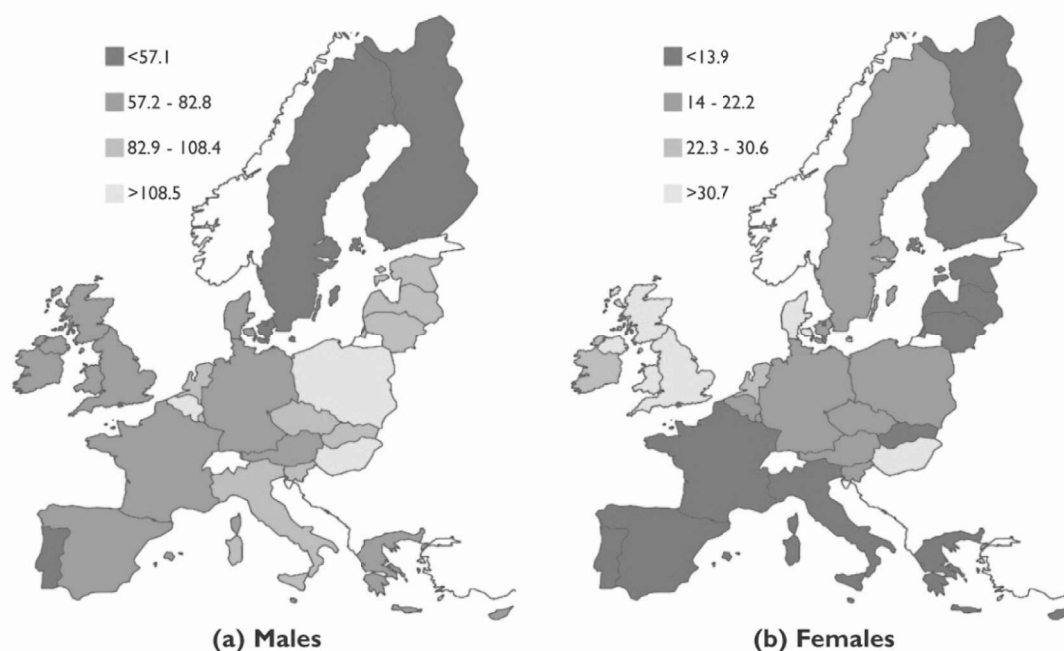 <57.1
57.2 - 82.8
82.9 - 108.4
>108.5
<13.9
14 - 22.2
22.3 - 30.6
>30.7
(a) Males
(b) Females